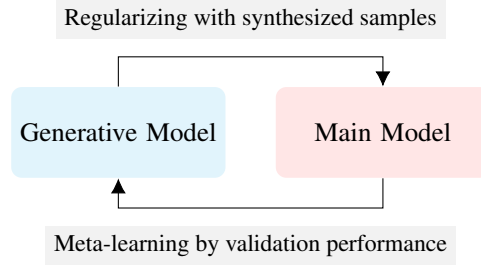 Regularizing with synthesized samples
Generative Model
Main Model
Meta-learning by validation performance